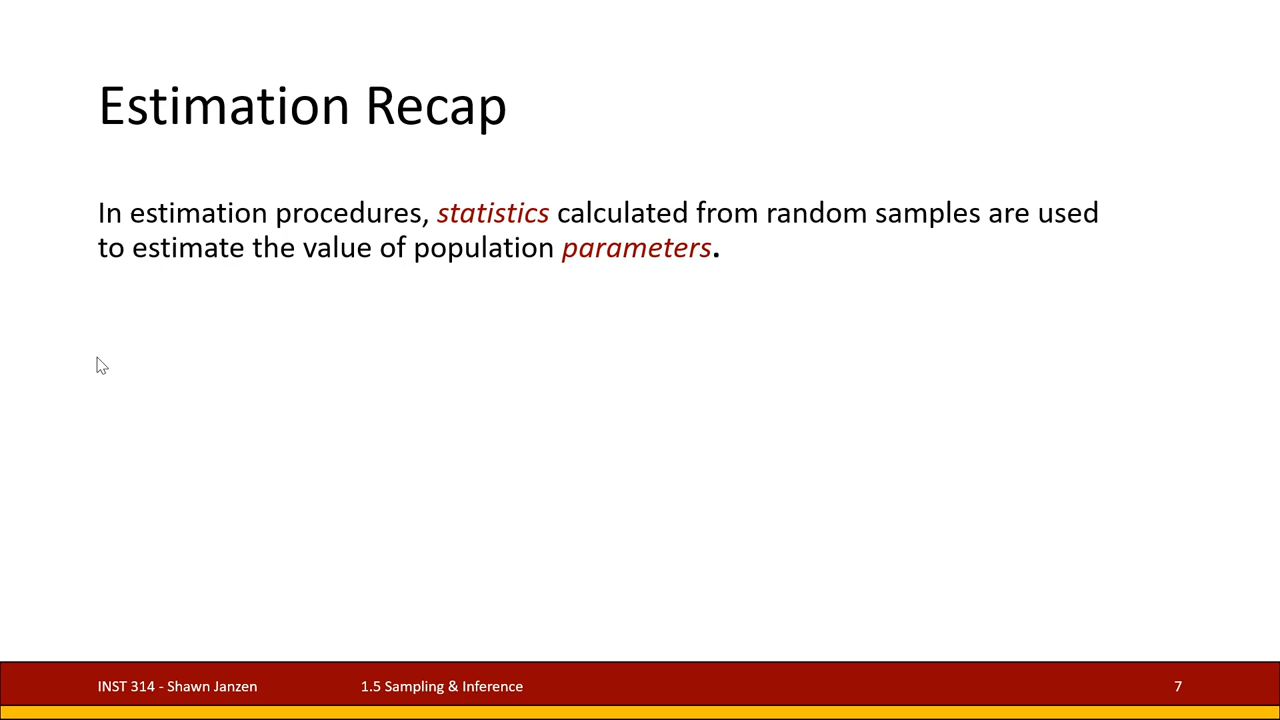 Estimation Recap
In estimation procedures, statistics calculated from random samples are used
to estimate the value of population parameters.
INST 314 - Shawn Janzen
1.5 Sampling & Inference
7